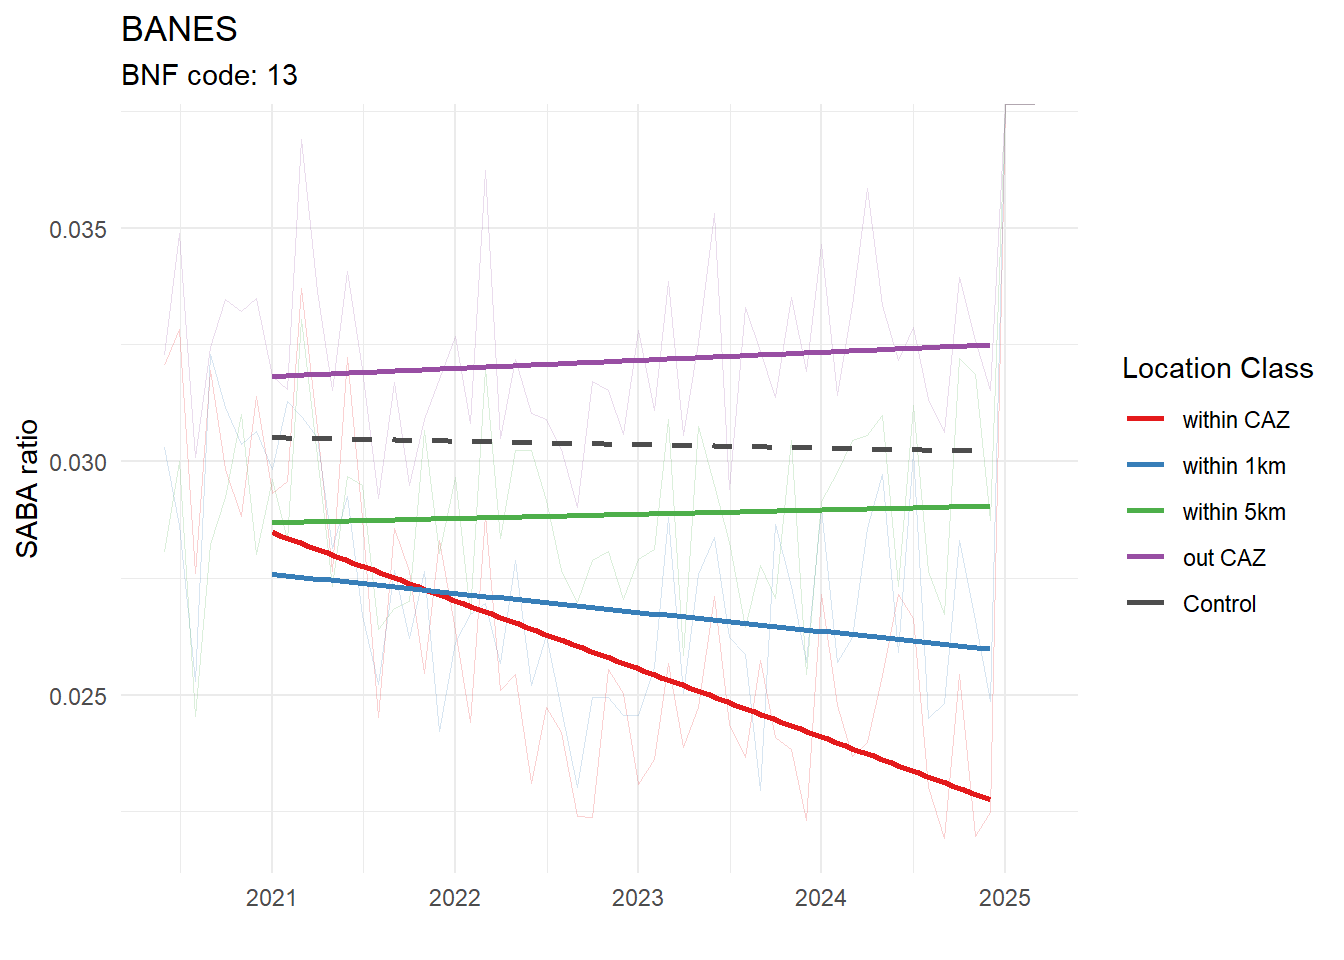 BANES
BNF code: 13
SABA ratio
0.035
0.030
0.025
2021
2022
2023
2024
2025
Location Class
within CAZ
within 1km
within 5km
out CAZ
Control